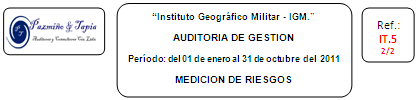 Pazmiño & Tapia
Auditores y Consultores Cía. Ltda.
“Instituto Geográfico Militar - IGM.¨
AUDITORIA DE GESTION
Período: del 01 de enero al 31 de octubre del 2011
MEDICION DE RIESGOS
Ref.:
IT.5
2/2